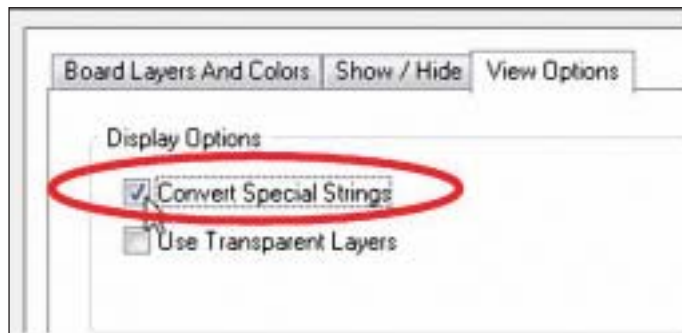 Board Layers And Colors Show / Hide View Options
Display Options
Convert Special Strings
Use Transparent Layers